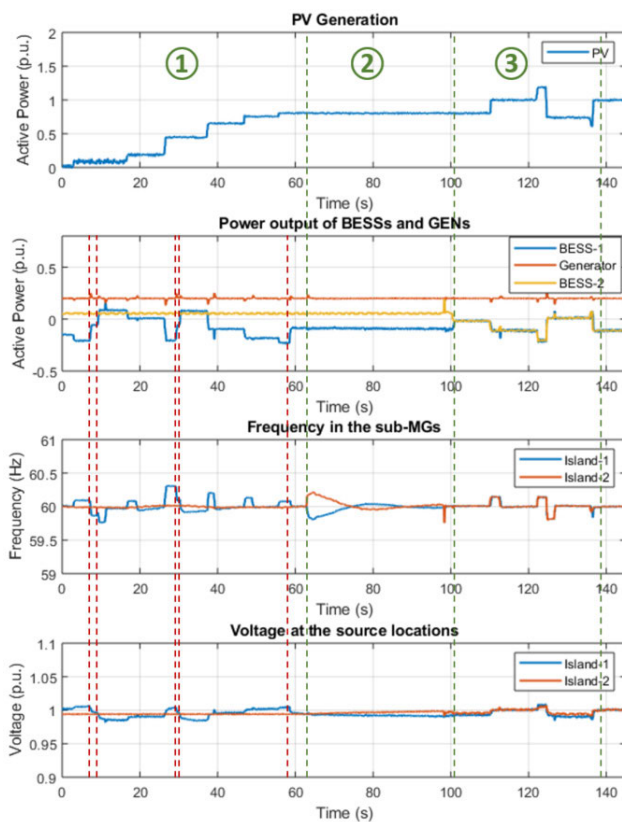 PV Generation
Active Power (p.u.)
2
1.5
1
0.5
0
① ② ③
PV
0 20 40 60 80 100 120 140
Time (s)
Power output of BESSs and GENs
Active Power (p.u.)
0.5
0
-0.5
BESS-1
Generator
BESS-2
0 20 40 60 80 100 120 140
Time (s)
Frequency in the sub-MGs
Frequency (Hz)
61
60.5
60
59.5
59
Island-1
Island-2
0 20 40 60 80 100 120 140
Time (s)
Voltage at the source locations
Voltage (p.u.)
1.1
1.05
1
0.95
0.9
Island-1
Island-2
0 20 40 60 80 100 120 140
Time (s)